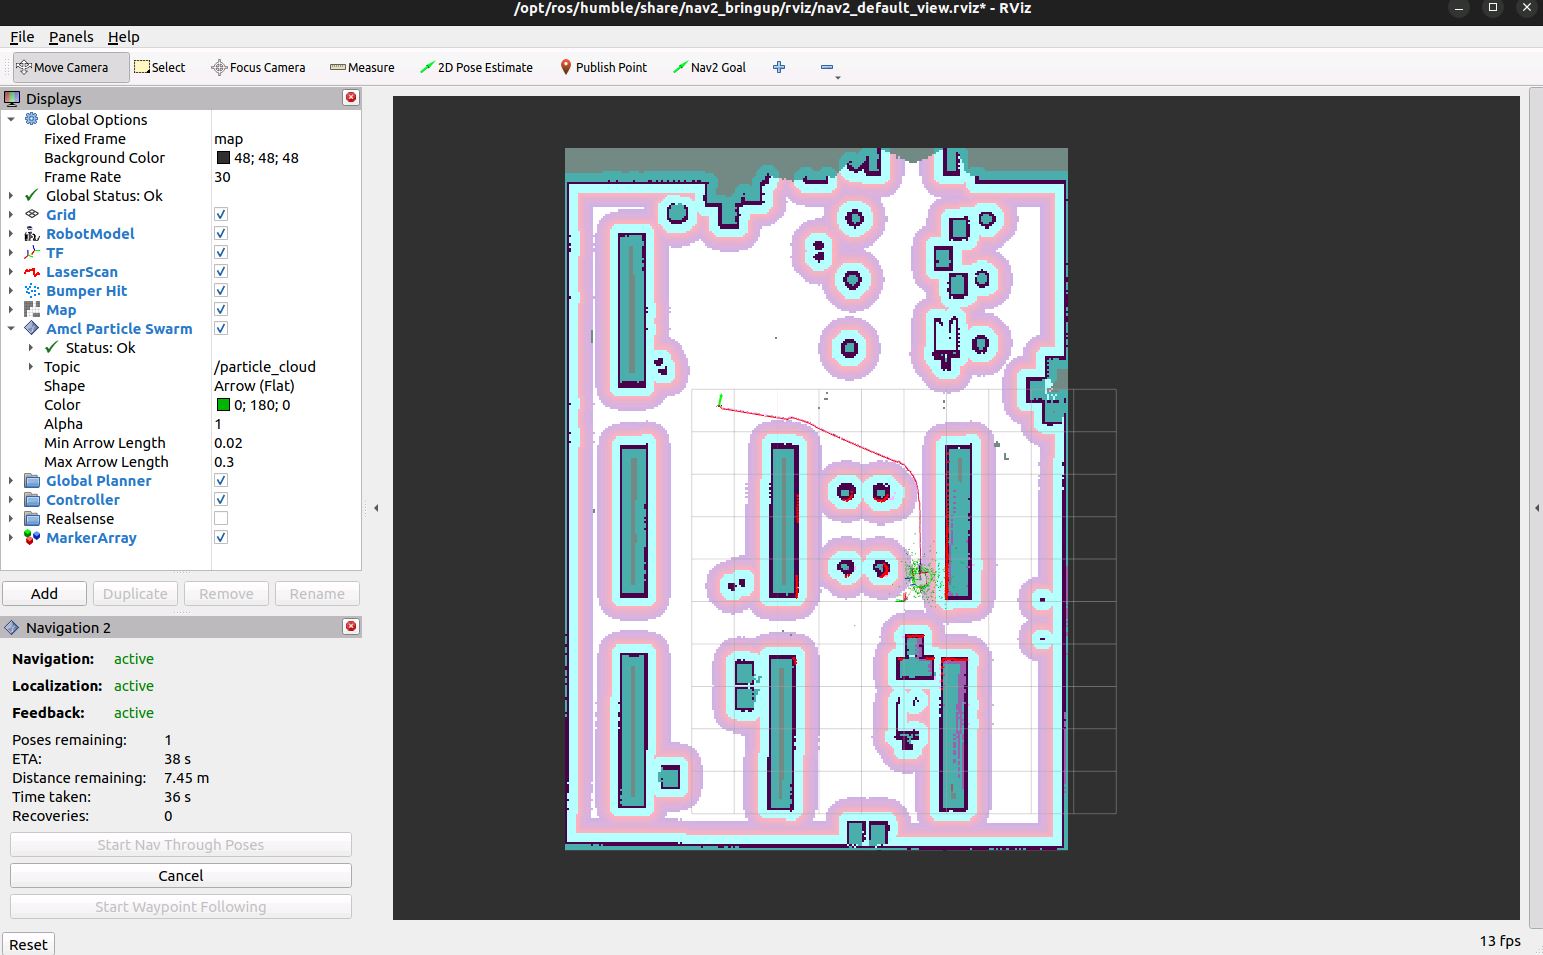 /opt/ros/humble/share/nav2_bringup/rviz/nav2_default_view.rviz* - RViz
File Panels Help
Move Camera Select Focus Camera Measure 2D Pose Estimate Publish Point Nav2 Goal
Displays
Global Options
Fixed Frame map
Background Color 48; 48; 48
Frame Rate 30
Global Status: Ok
Grid
RobotModel
TF
LaserScan
Bumper Hit
Map
Amcl Particle Swarm
Status: Ok
Topic /particle_cloud
Shape Arrow (Flat)
Color 0; 180; 0
Alpha 1
Min Arrow Length 0.02
Max Arrow Length 0.3
Global Planner
Controller
Realsense
MarkerArray
Add Duplicate Remove Rename
Navigation 2
Navigation: active
Localization: active
Feedback: active
Poses remaining: 1
ETA: 38 s
Distance remaining: 7.45 m
Time taken: 36 s
Recoveries: 0
Start Nav Through Poses
Cancel
Start Waypoint Following
Reset
13 fps